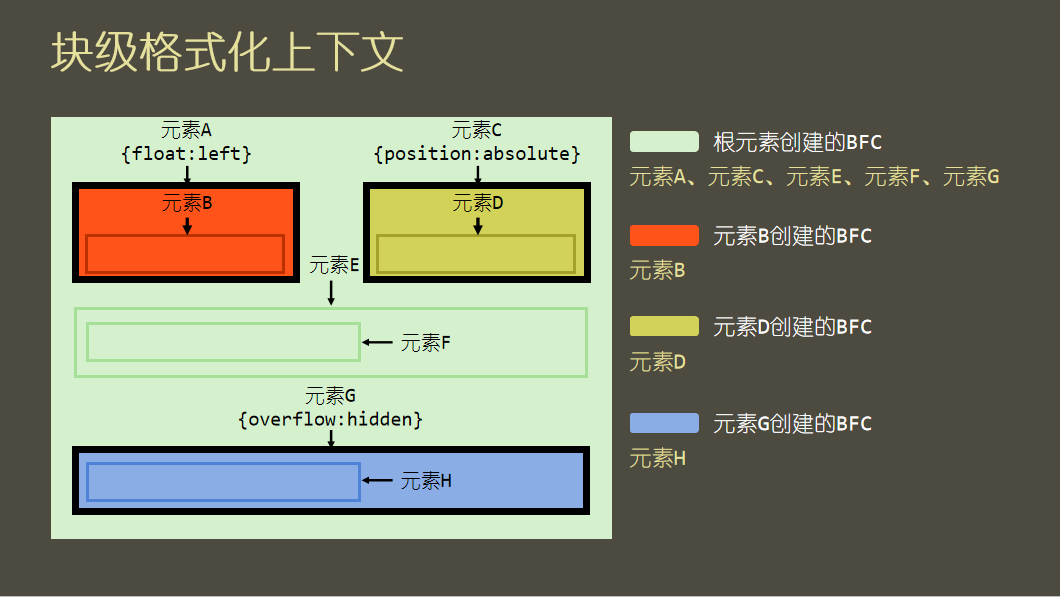 块级格式化上下文
元素A
{float:left}
元素C
{position:absolute}
元素B
元素D
元素E
元素F
元素G
{overflow:hidden}
元素H
根元素创建的BFC
元素A、元素C、元素E、元素F、元素G
元素B创建的BFC
元素B
元素D创建的BFC
元素D
元素G创建的BFC
元素H